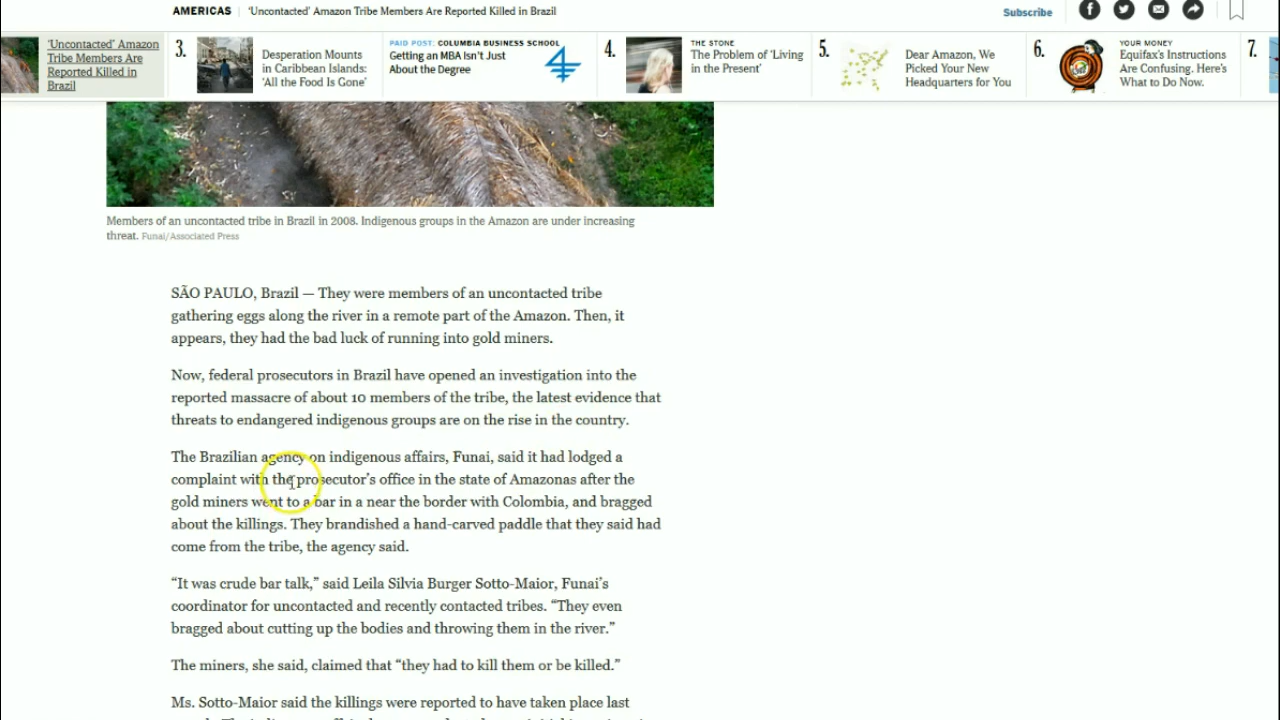 AMERICAS | 'Uncontacted' Amazon Tribe Members Are Reported Killed in Brazil
Subscribe
'Uncontacted' Amazon
Tribe Members Are
Reported Killed in
Brazil
3.
Desperation Mounts
in Caribbean Islands:
'All the Food Is Gone'
PAID POST: COLUMBIA BUSINESS SCHOOL
Getting an MBA Isn't Just
About the Degree
4.
THE STONE
The Problem of 'Living
in the Present'
5.
Dear Amazon, We
Picked Your New
Headquarters for You
6.
YOUR MONEY
Equifax's Instructions
Are Confusing. Here's
What to Do Now.
7.
Members of an uncontacted tribe in Brazil in 2008. Indigenous groups in the Amazon are under increasing
threat. Funai/Associated Press
SÃO PAULO, Brazil — They were members of an uncontacted tribe
gathering eggs along the river in a remote part of the Amazon. Then, it
appears, they had the bad luck of running into gold miners.
Now, federal prosecutors in Brazil have opened an investigation into the
reported massacre of about 10 members of the tribe, the latest evidence that
threats to endangered indigenous groups are on the rise in the country.
The Brazilian agency on indigenous affairs, Funai, said it had lodged a
complaint with the prosecutor's office in the state of Amazonas after the
gold miners went to a bar in a near the border with Colombia, and bragged
about the killings. They brandished a hand-carved paddle that they said had
come from the tribe, the agency said.
"It was crude bar talk," said Leila Silvia Burger Sotto-Maior, Funai's
coordinator for uncontacted and recently contacted tribes. "They even
bragged about cutting up the bodies and throwing them in the river."
The miners, she said, claimed that "they had to kill them or be killed."
Ms. Sotto-Maior said the killings were reported to have taken place last